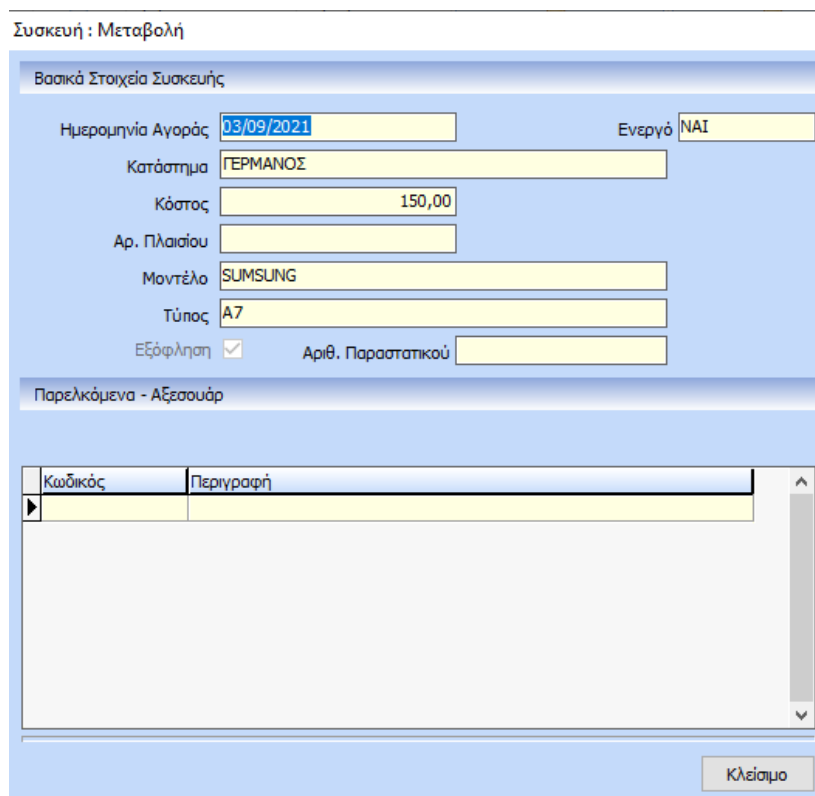 Συσκευή : Μεταβολή
Βασικά Στοιχεία Συσκευής
Ημερομηνία Αγοράς 03/09/2021 Ενεργό ΝΑΙ
Κατάστημα ΓΕΡΜΑΝΟΣ
Κόστος 150,00
Αρ. Πλαισίου
Μοντέλο SUMSUNG
Τύπος A7
Εξόφληση Αριθ. Παραστατικού
Παρελκόμενα - Αξεσουάρ
Κωδικός Περιγραφή
Κλείσιμο